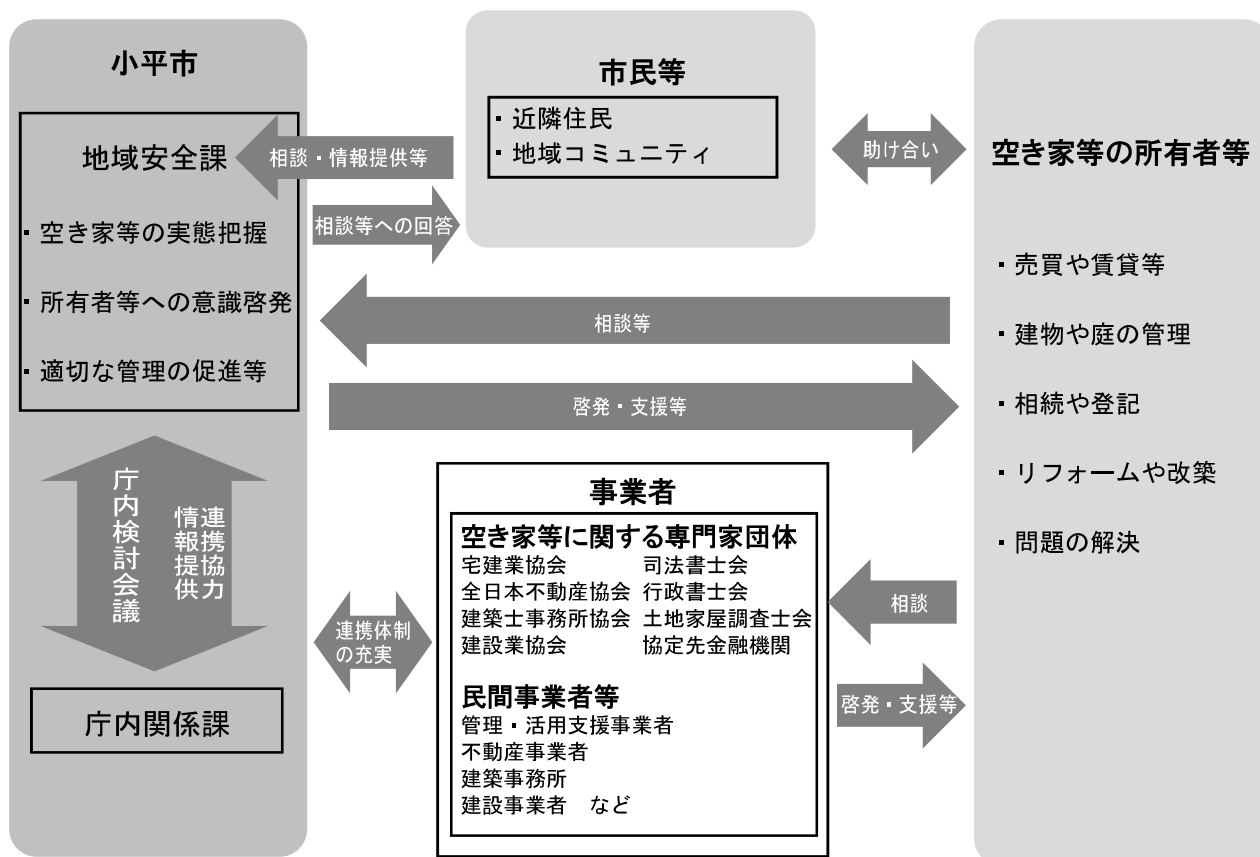 小平市
地域安全課
・空き家等の実態把握
・所有者等への意識啓発
・適切な管理の促進等
庁内検討会議
連携協力
情報提供
庁内関係課
相談・情報提供等
相談等への回答
市民等
・近隣住民
・地域コミュニティ
助け合い
相談等
啓発・支援等
連携体制
の充実
事業者
空き家等に関する専門家団体
宅建業協会 司法書士会
全日本不動産協会 行政書士会
建築士事務所協会 土地家屋調査士会
建設業協会 協定先金融機関
民間事業者等
管理・活用支援事業者
不動産事業者
建築事務所
建設事業者 など
相談
啓発・支援等
空き家等の所有者等
・売買や賃貸等
・建物や庭の管理
・相続や登記
・リフォームや改築
・問題の解決